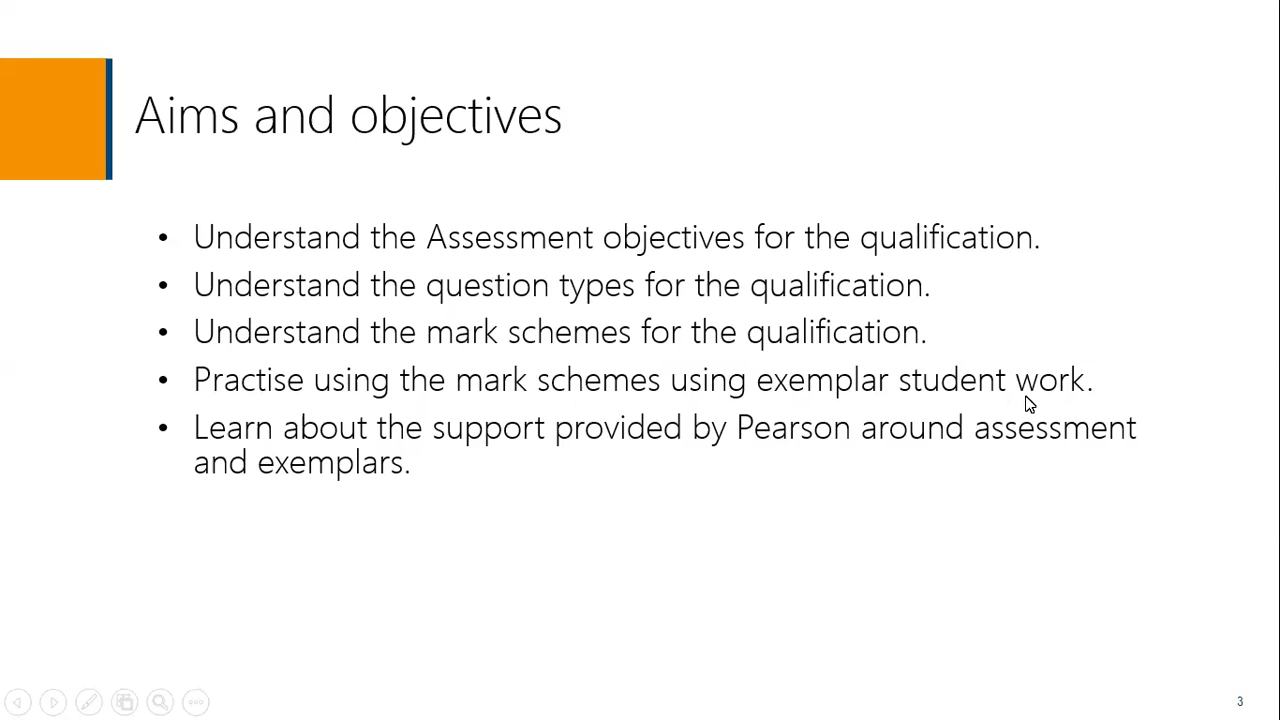 Aims and objectives
• Understand the Assessment objectives for the qualification.
• Understand the question types for the qualification.
• Understand the mark schemes for the qualification.
• Practise using the mark schemes using exemplar student work.
• Learn about the support provided by Pearson around assessment
and exemplars.
3